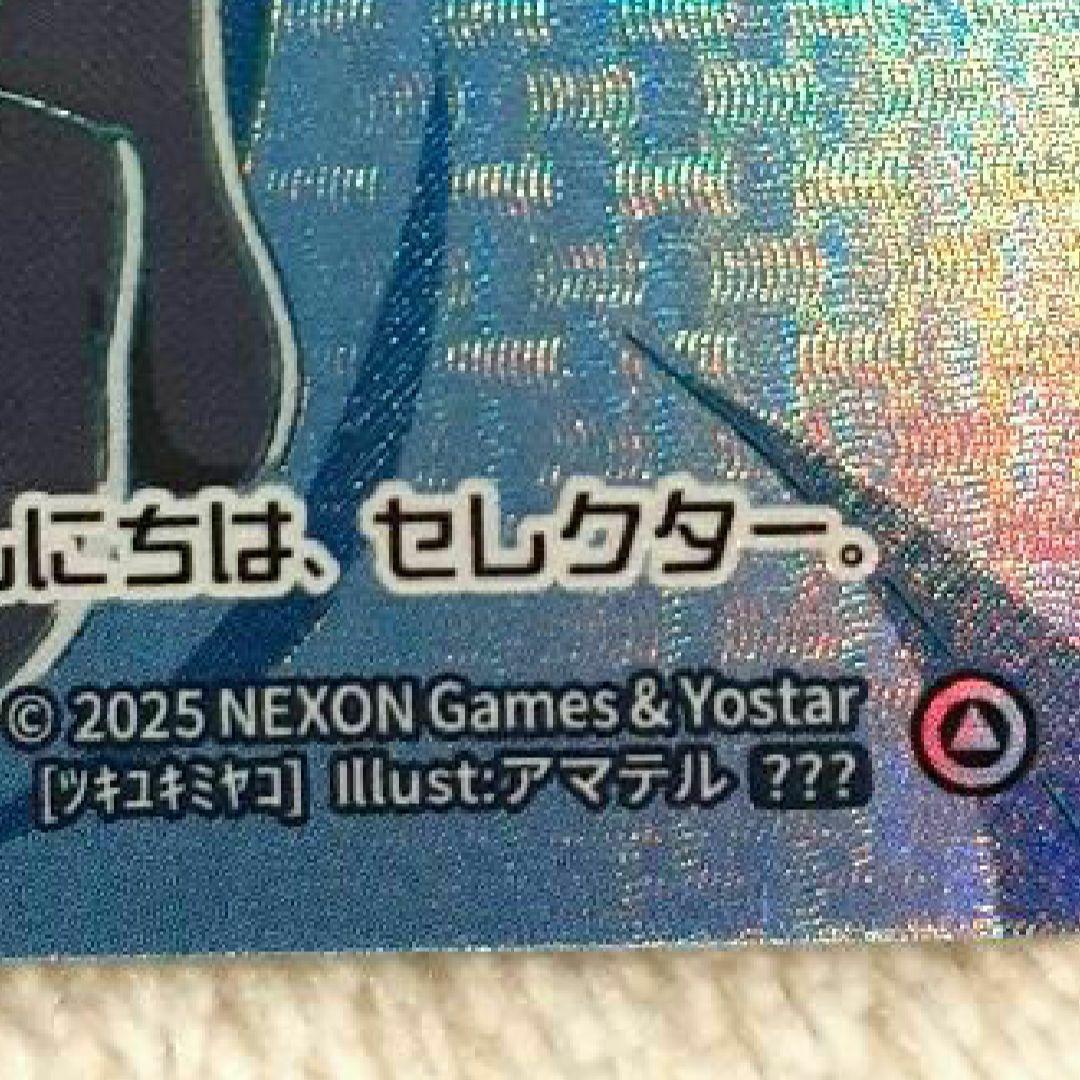 んにちは、セレクター。
© 2025 NEXON Games & Yostar
[ツキユキミヤコ] Illust:アマテル ???